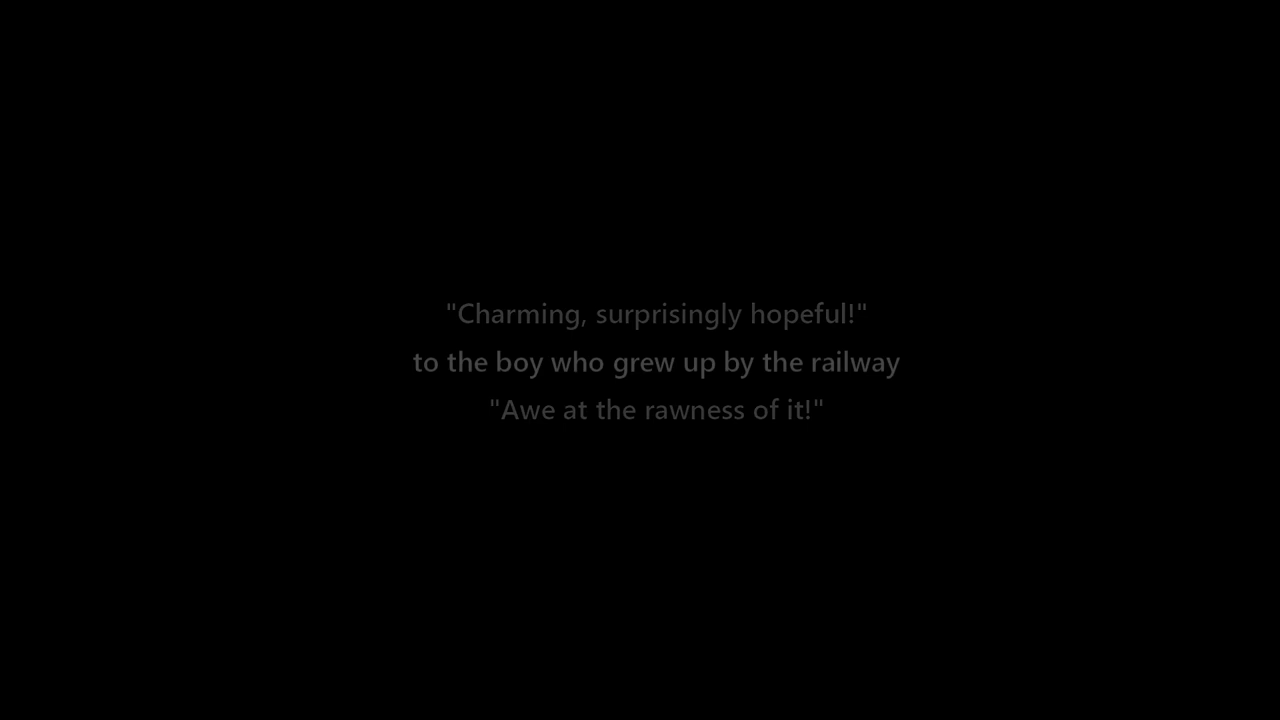 "Charming, surprisingly hopeful!"
to the boy who grew up by the railway
"Awe at the rawness of it!"